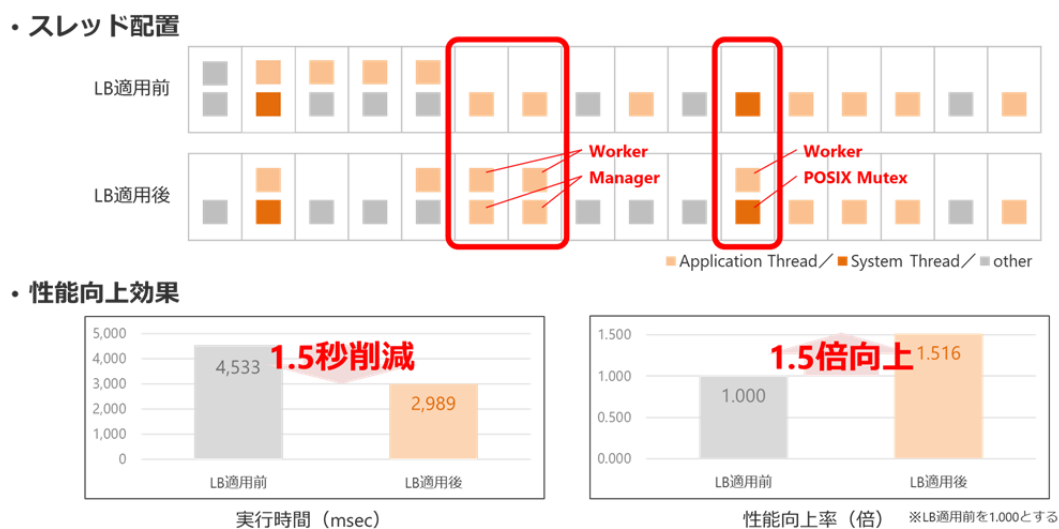 ・スレッド配置
LB適用前
Worker
Worker
LB適用後
Manager
POSIX Mutex
Application Thread／ System Thread／ other
・性能向上効果
5,000
4,000
3,000
2,000
1,000
0
4,533
1.5秒削減
2,989
LB適用前
LB適用後
実行時間（msec）
1.500
1.000
0.500
0.000
1.000
1.5倍向上
1.516
LB適用前
LB適用後
性能向上率（倍）
※LB適用前を1.000とする